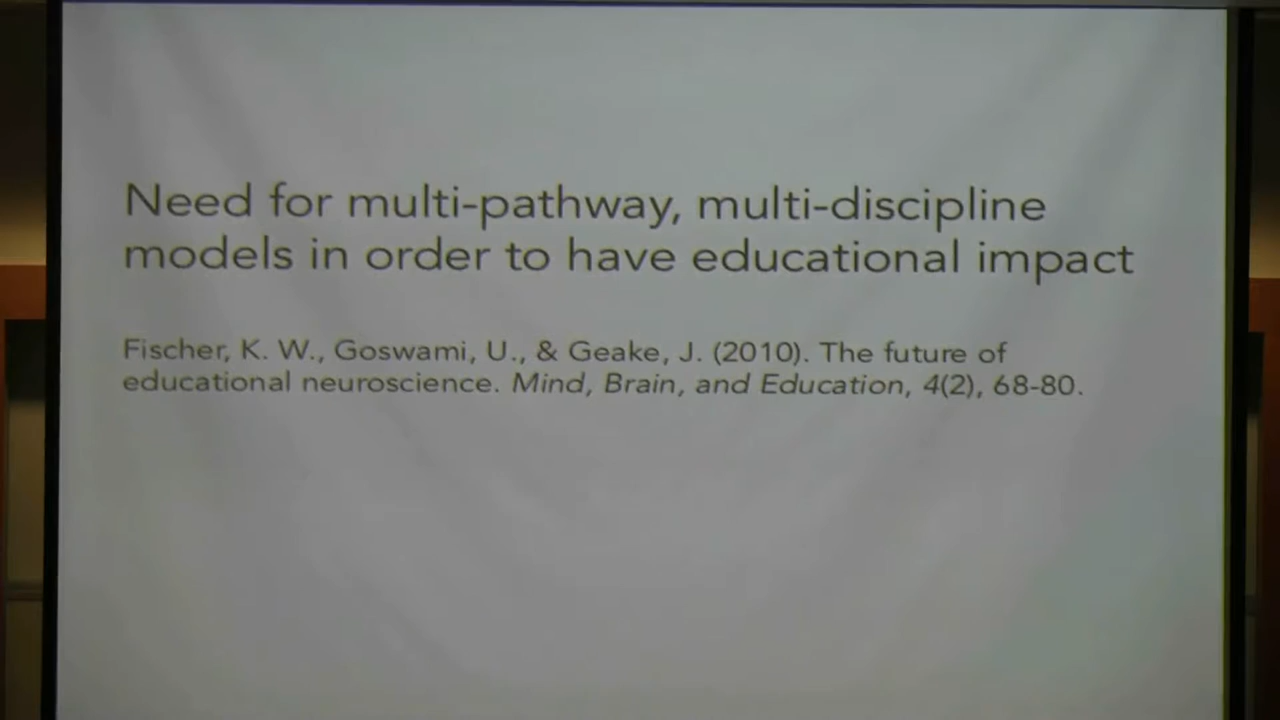 Need for multi-pathway, multi-discipline
models in order to have educational impact
Fischer, K. W., Goswami, U., & Geake, J. (2010). The future of
educational neuroscience. Mind, Brain, and Education, 4(2), 68-80.